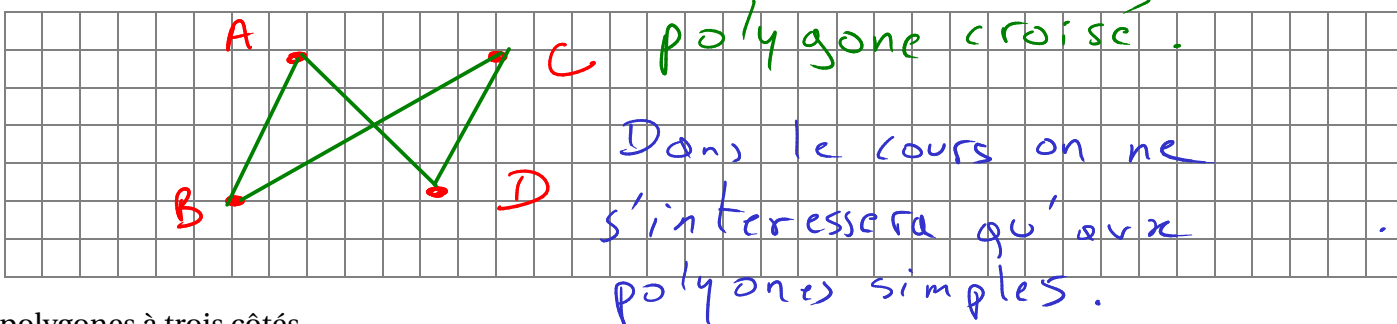 A
C
B
D
polygone croisé.
Dans le cours on ne
s'interessera qu'aux
polyones simples.
polygones à trois côtés